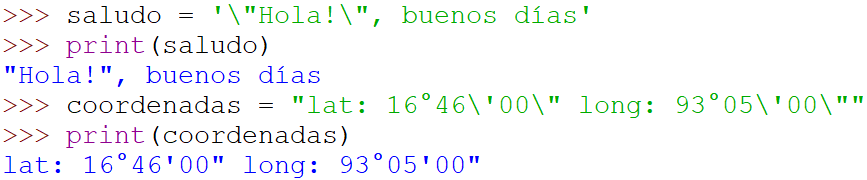 >>> saludo = '\"Hola!\", buenos días'
>>> print(saludo)
"Hola!", buenos días
>>> coordenadas = "lat: 16°46\'00\" long: 93°05\'00\""
>>> print(coordenadas)
lat: 16°46'00" long: 93°05'00"